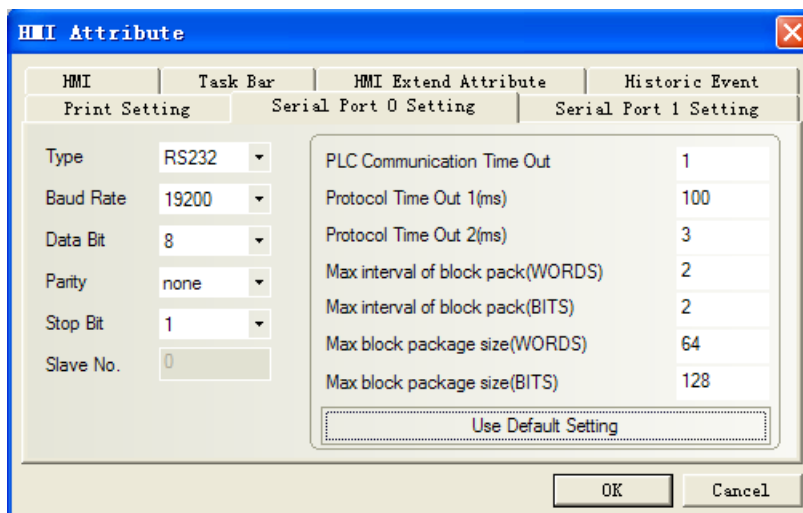 HMI Attribute
HMI Task Bar HMI Extend Attribute Historic Event
Print Setting Serial Port 0 Setting Serial Port 1 Setting
Type RS232
Baud Rate 19200
Data Bit 8
Parity none
Stop Bit 1
Slave No. 0
PLC Communication Time Out 1
Protocol Time Out 1(ms) 100
Protocol Time Out 2(ms) 3
Max interval of block pack(WORDS) 2
Max interval of block pack(BITS) 2
Max block package size(WORDS) 64
Max block package size(BITS) 128
Use Default Setting
OK Cancel